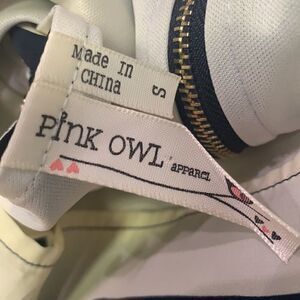 Made In
CHINA
S
PINK OWL
APPAREL